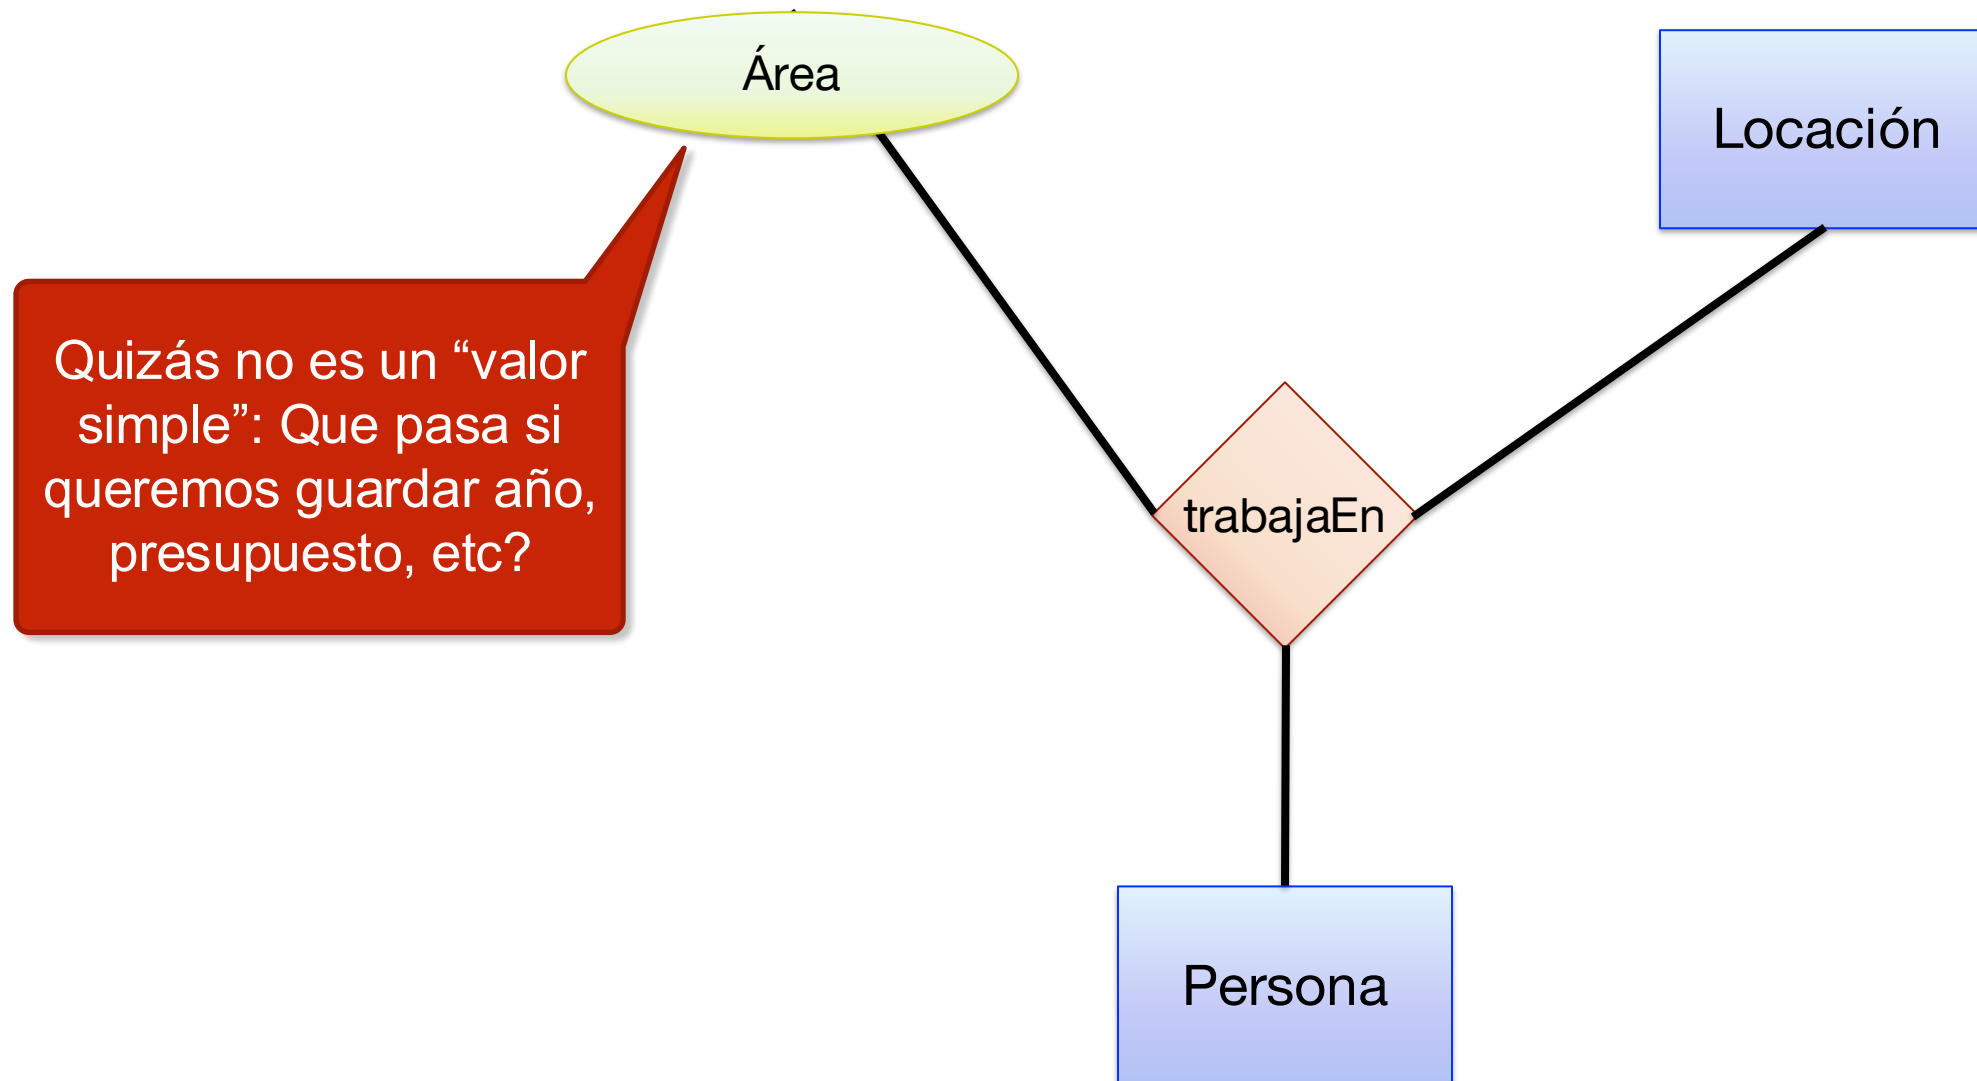 Área
Locación
Quizás no es un “valor
simple”: Que pasa si
queremos guardar año,
presupuesto, etc?
trabajaEn
Persona